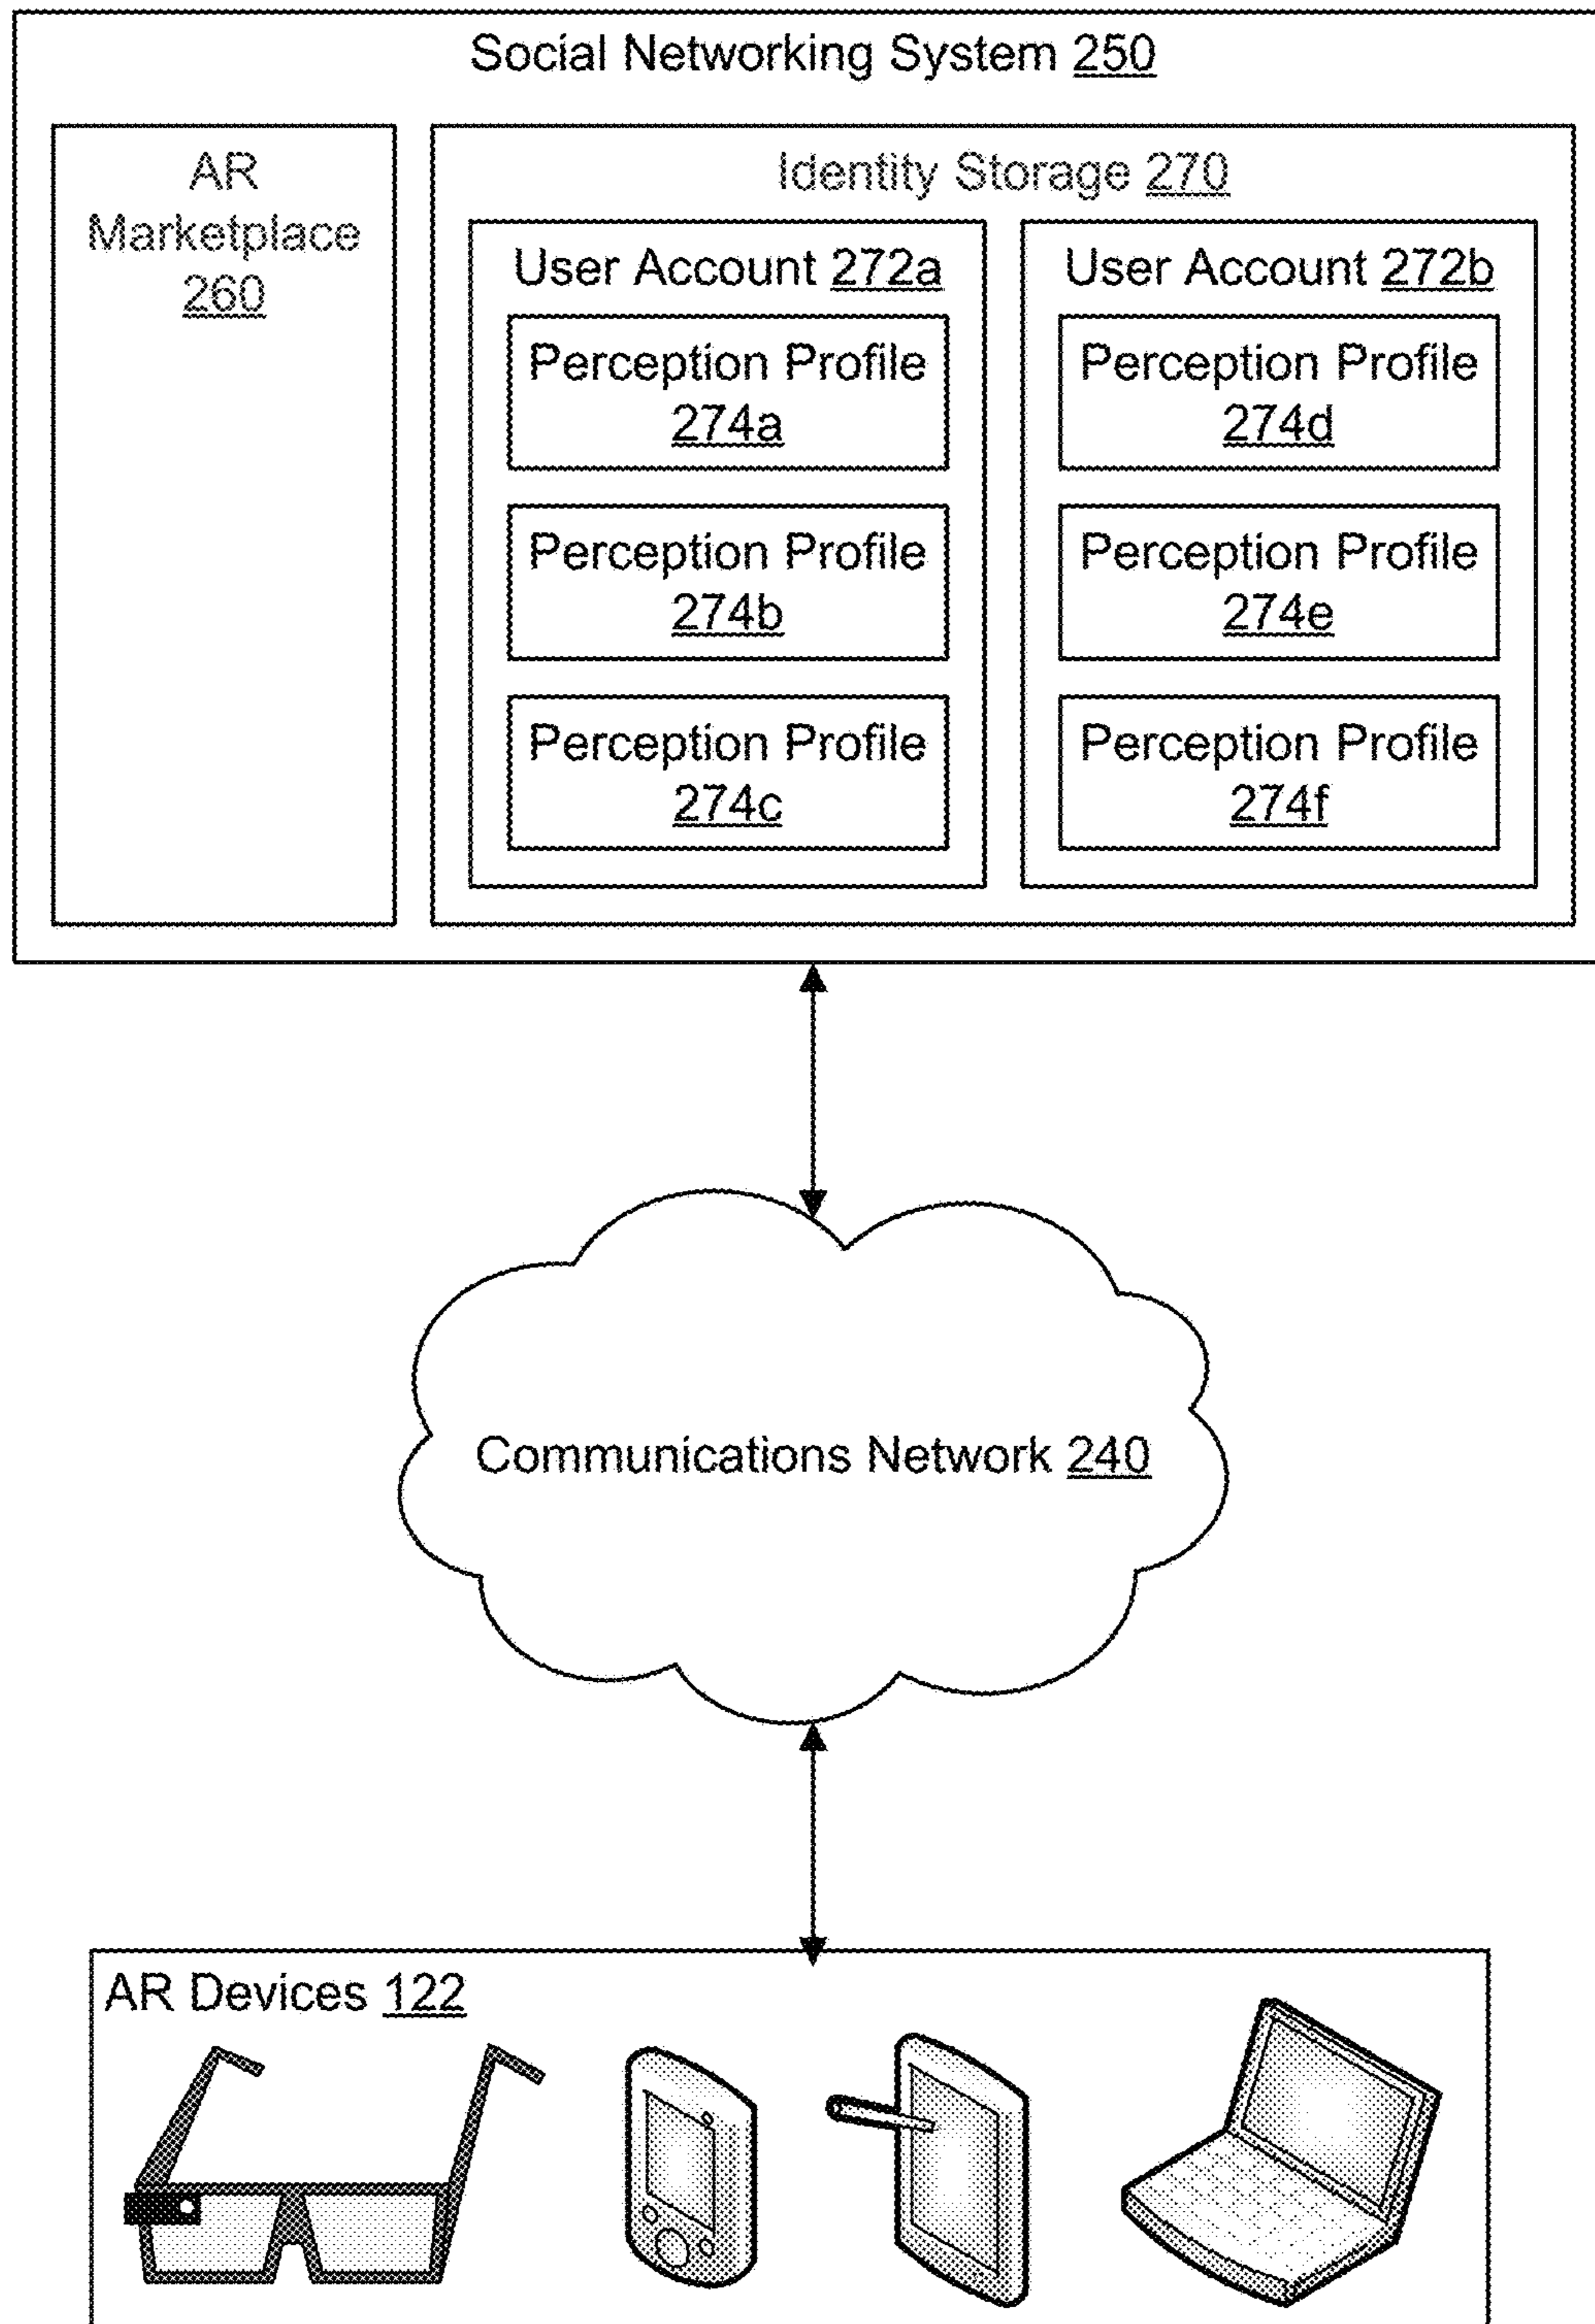 Social Networking System 250
AR
Marketplace
260
Identity Storage 270
User Account 272a
Perception Profile
274a
Perception Profile
274b
Perception Profile
274c
User Account 272b
Perception Profile
274d
Perception Profile
274e
Perception Profile
274f
Communications Network 240
AR Devices 122